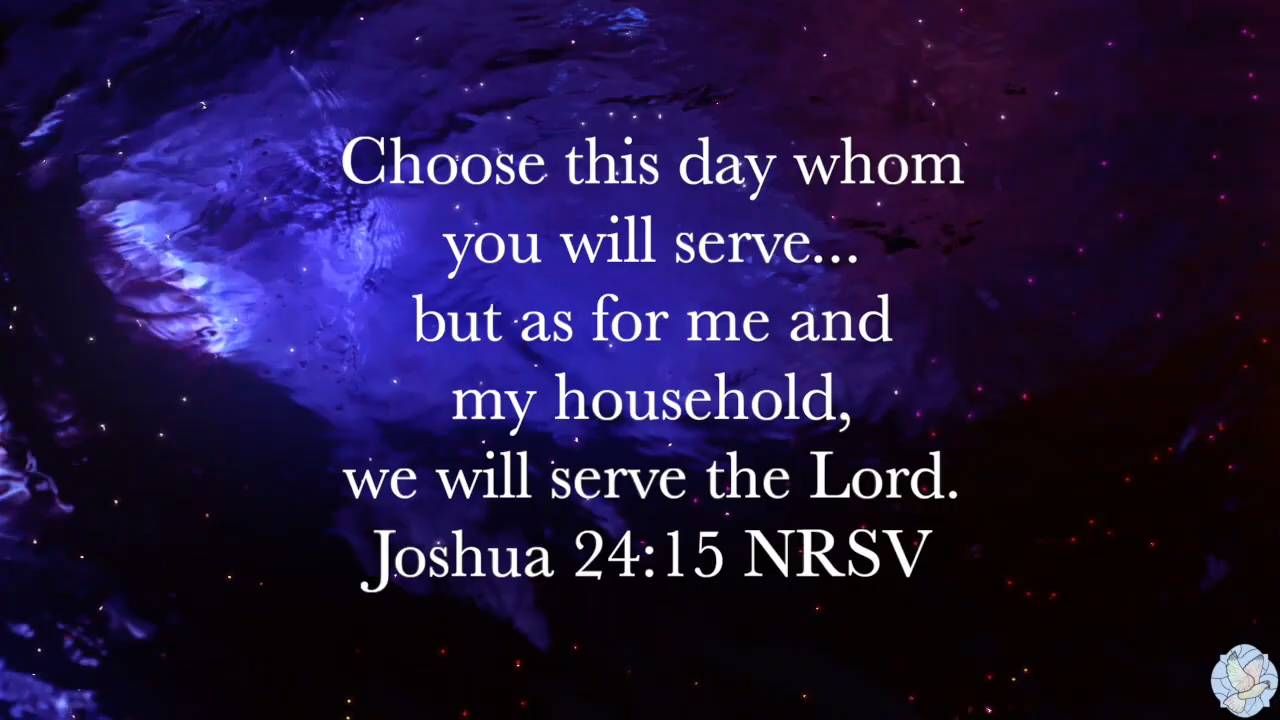 Choose this day whom
you will serve...
but as for me and
my household,
we will serve the Lord.
Joshua 24:15 NRSV